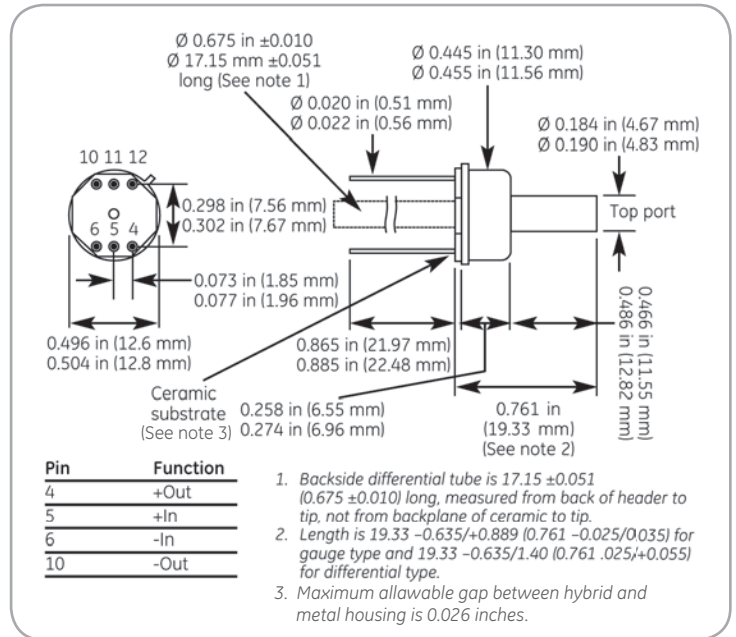 Ø 0.675 in ±0.010
Ø 17.15 mm ±0.051
long (See note 1)
Ø 0.445 in (11.30 mm)
Ø 0.455 in (11.56 mm)
Ø 0.020 in (0.51 mm)
Ø 0.022 in (0.56 mm)
Ø 0.184 in (4.67 mm)
Ø 0.190 in (4.83 mm)
10 11 12
6 5 4
0.298 in (7.56 mm)
0.302 in (7.67 mm)
Top port
0.073 in (1.85 mm)
0.077 in (1.96 mm)
0.466 in (11.55 mm)
0.486 in (12.82 mm)
0.496 in (12.6 mm)
0.504 in (12.8 mm)
0.865 in (21.97 mm)
0.885 in (22.48 mm)
Ceramic
substrate
(See note 3)
0.258 in (6.55 mm)
0.274 in (6.96 mm)
0.761 in
(19.33 mm)
(See note 2)
Pin Function
4 +Out
5 +In
6 -In
10 -Out
1. Backside differential tube is 17.15 ±0.051
(0.675 ±0.010) long, measured from back of header to
tip, not from backplane of ceramic to tip.
2. Length is 19.33 –0.635/+0.889 (0.761 –0.025/0.035) for
gauge type and 19.33 –0.635/1.40 (0.761 .025/+0.055)
for differential type.
3. Maximum allowable gap between hybrid and
metal housing is 0.026 inches.